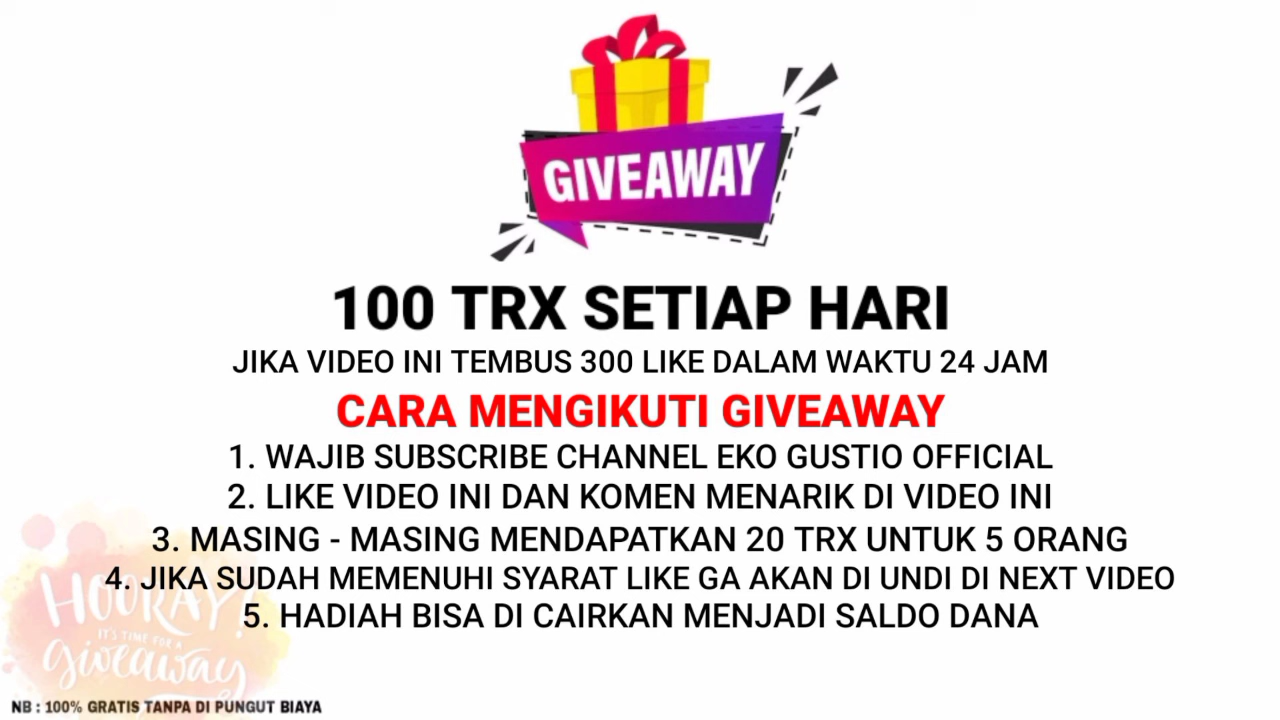 GIVEAWAY
100 TRX SETIAP HARI
JIKA VIDEO INI TEMBUS 300 LIKE DALAM WAKTU 24 JAM
CARA MENGIKUTI GIVEAWAY
1. WAJIB SUBSCRIBE CHANNEL EKO GUSTIO OFFICIAL
2. LIKE VIDEO INI DAN KOMEN MENARIK DI VIDEO INI
3. MASING - MASING MENDAPATKAN 20 TRX UNTUK 5 ORANG
4. JIKA SUDAH MEMENUHI SYARAT LIKE GA AKAN DI UNDI DI NEXT VIDEO
5. HADIAH BISA DI CAIRKAN MENJADI SALDO DANA
HOORAY!
IT'S TIME FOR A
giveaway
NB : 100% GRATIS TANPA DI PUNGUT BIAYA